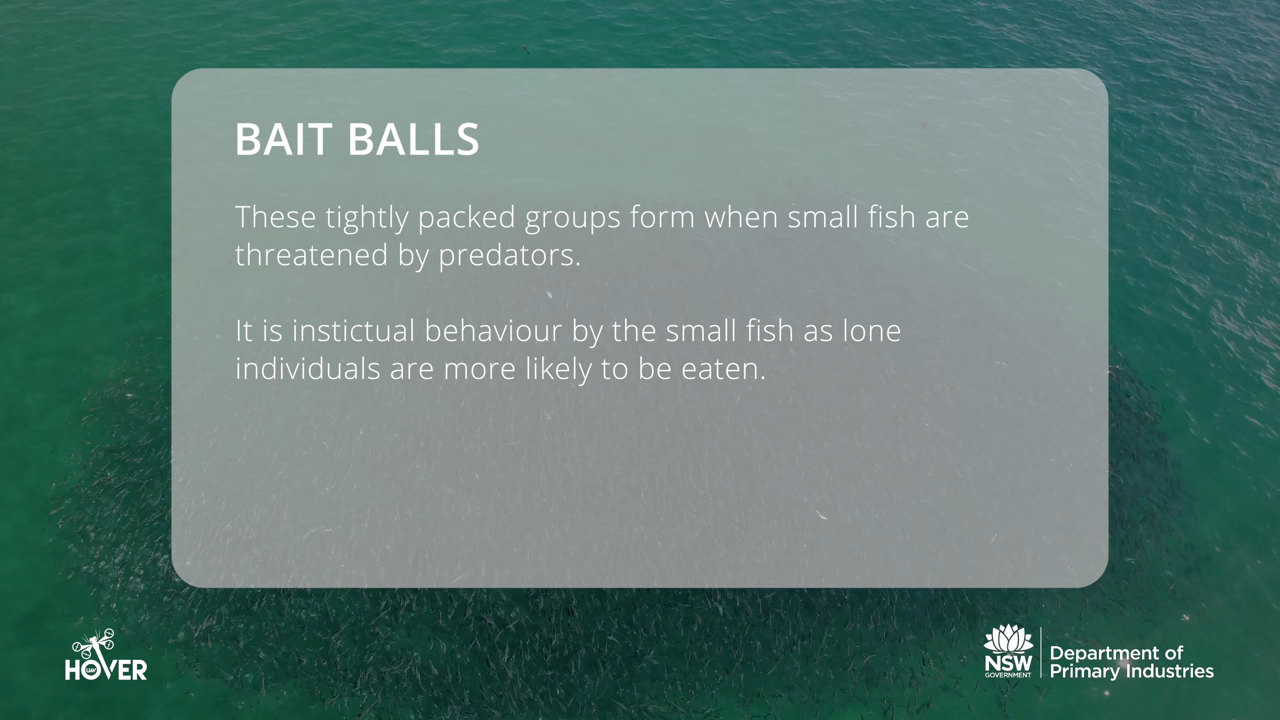 BAIT BALLS
These tightly packed groups form when small fish are
threatened by predators.
It is instictual behaviour by the small fish as lone
individuals are more likely to be eaten.
HOVER
UAV
NSW
GOVERNMENT
Department of
Primary Industries